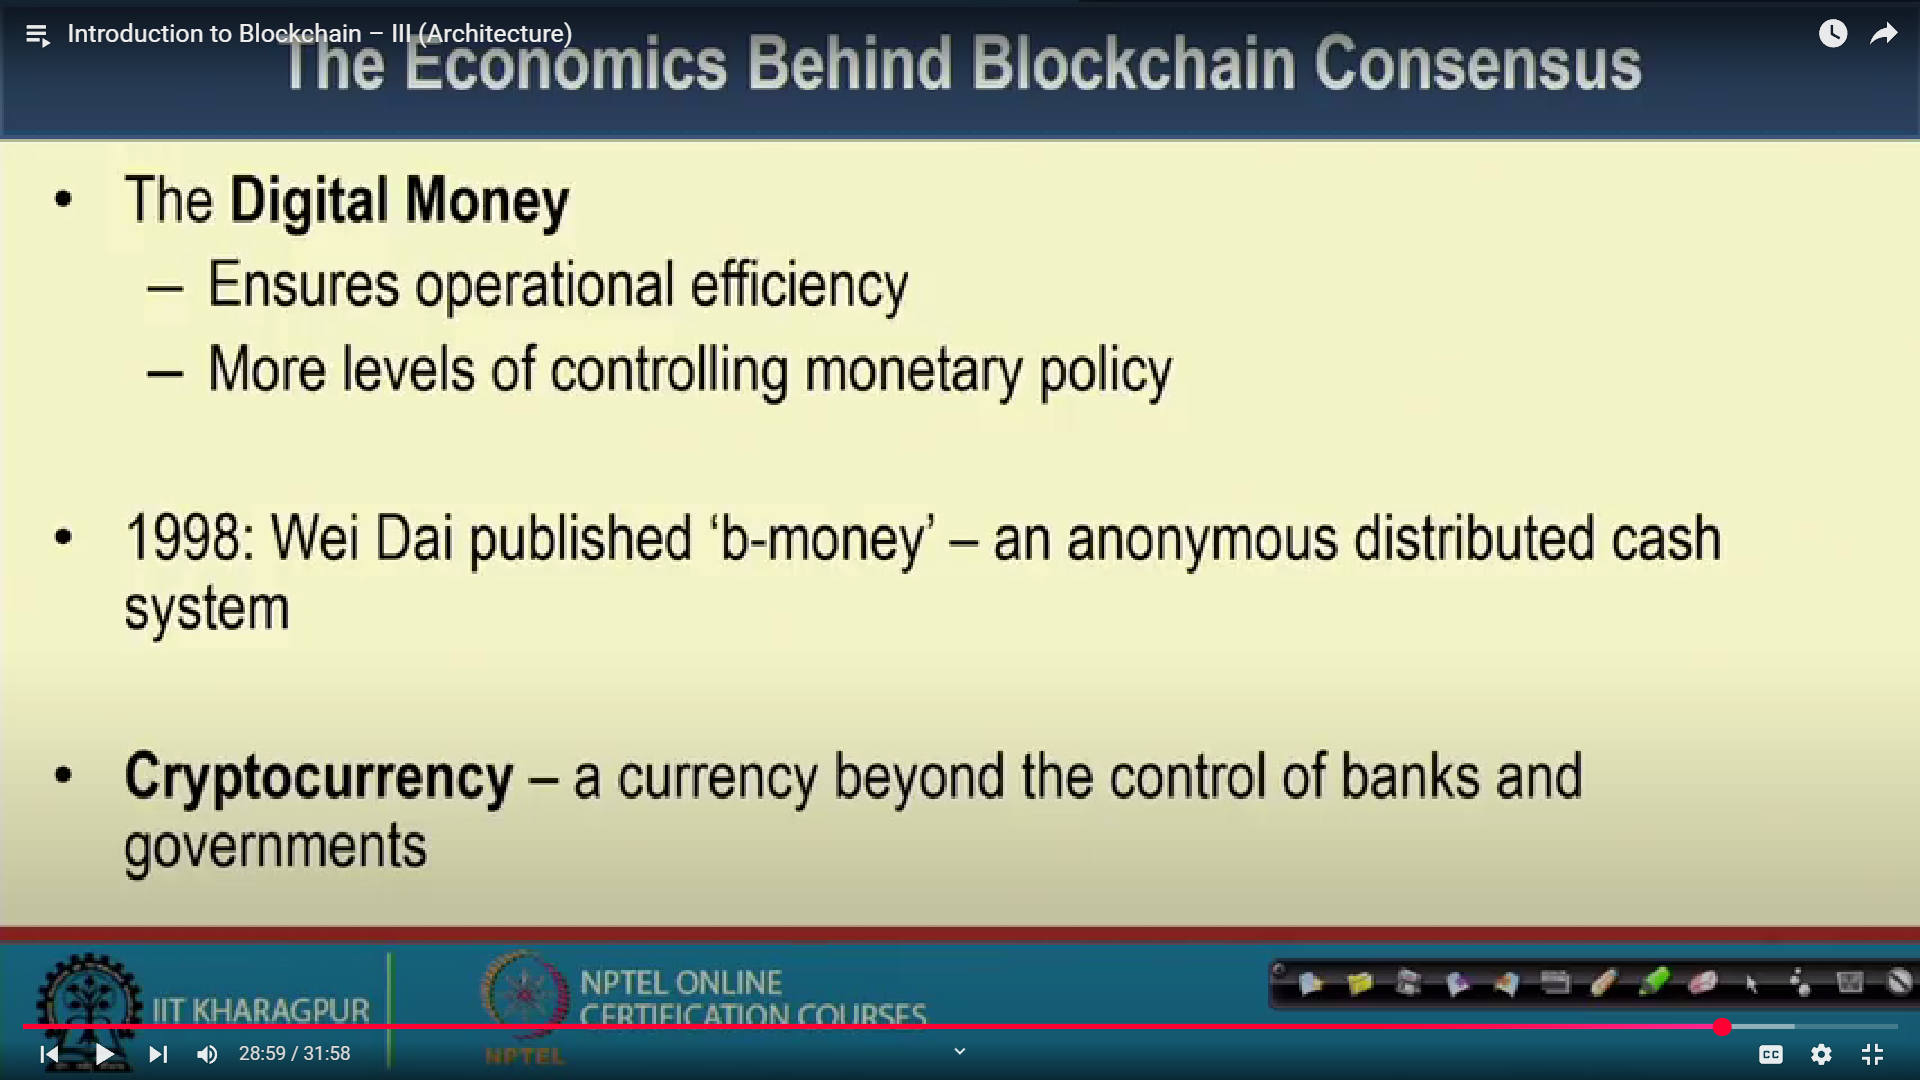 Introduction to Blockchain – III (Architecture)
The Economics Behind Blockchain Consensus
• The Digital Money
– Ensures operational efficiency
– More levels of controlling monetary policy
• 1998: Wei Dai published ‘b-money’ – an anonymous distributed cash
system
• Cryptocurrency – a currency beyond the control of banks and
governments
IIT KHARAGPUR
NPTEL ONLINE
CERTIFICATION COURSES
NPTEL
28:59 / 31:58
CC